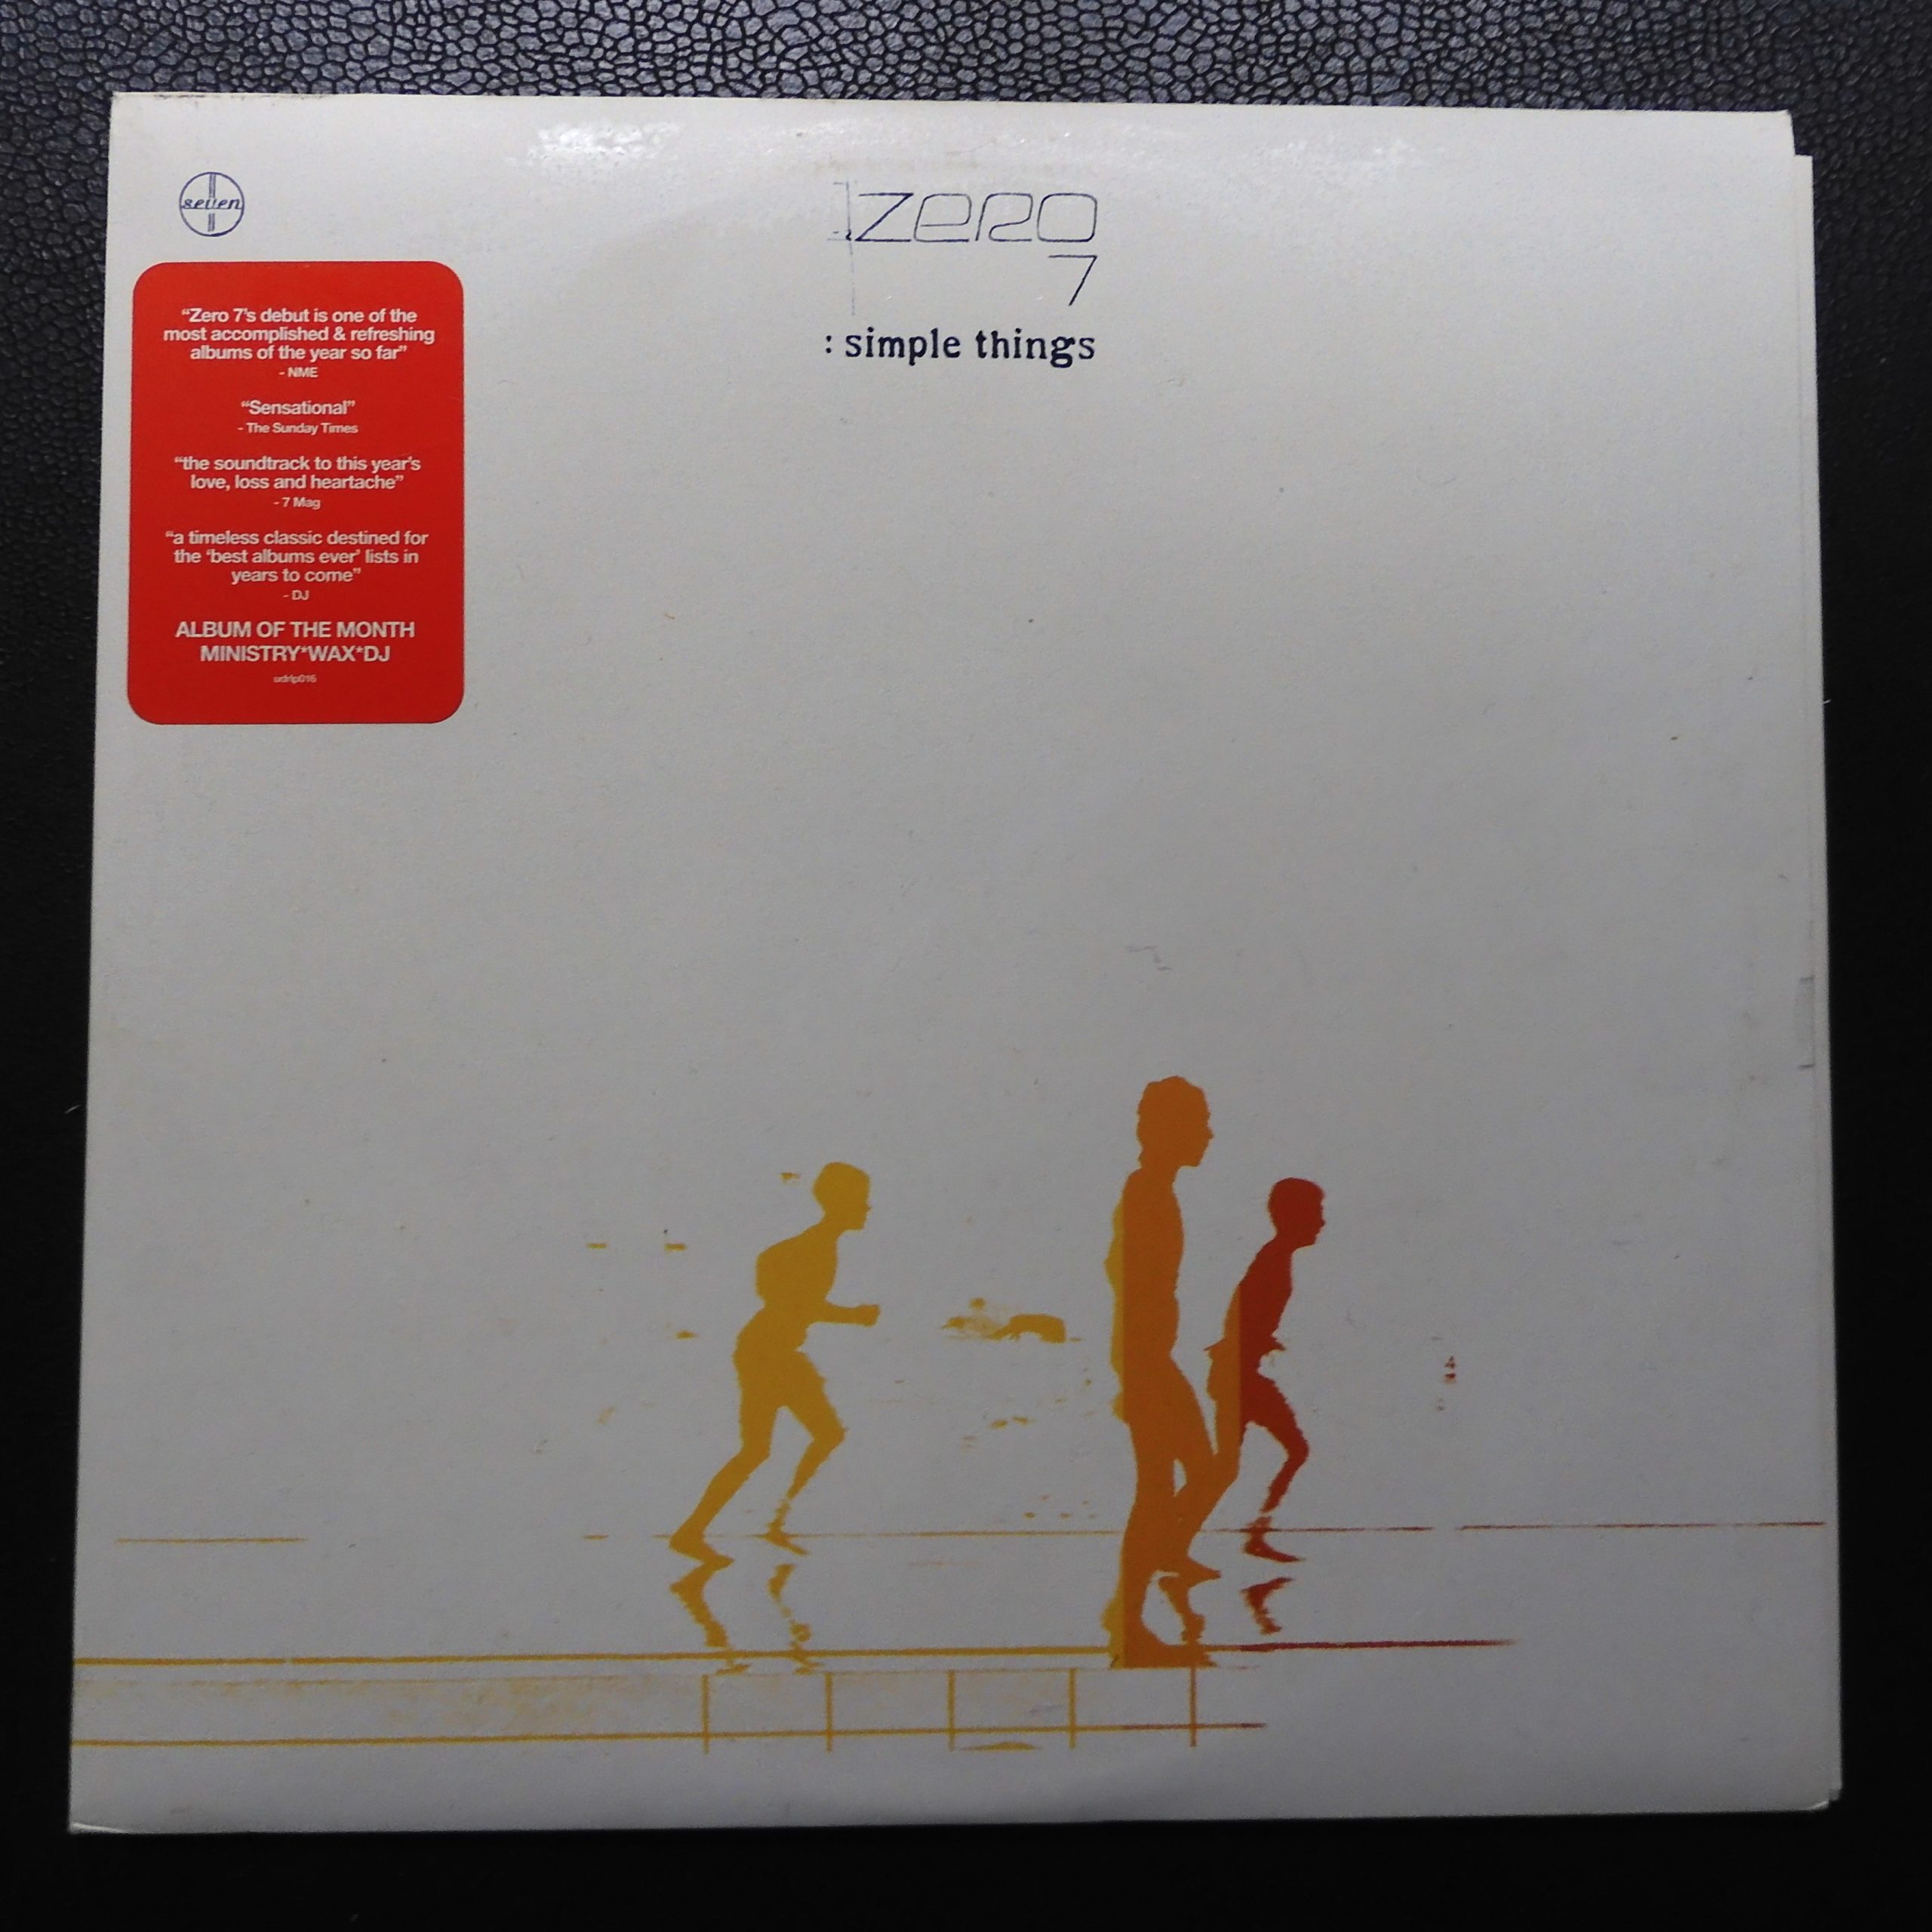 seven
zero
7
: simple things
“Zero 7’s debut is one of the
most accomplished & refreshing
albums of the year so far”
- NME
“Sensational”
- The Sunday Times
“the soundtrack to this year’s
love, loss and heartache”
- 7 Mag
“a timeless classic destined for
the ‘best albums ever’ lists in
years to come”
- DJ
ALBUM OF THE MONTH
MINISTRY*WAX*DJ
udrlp016